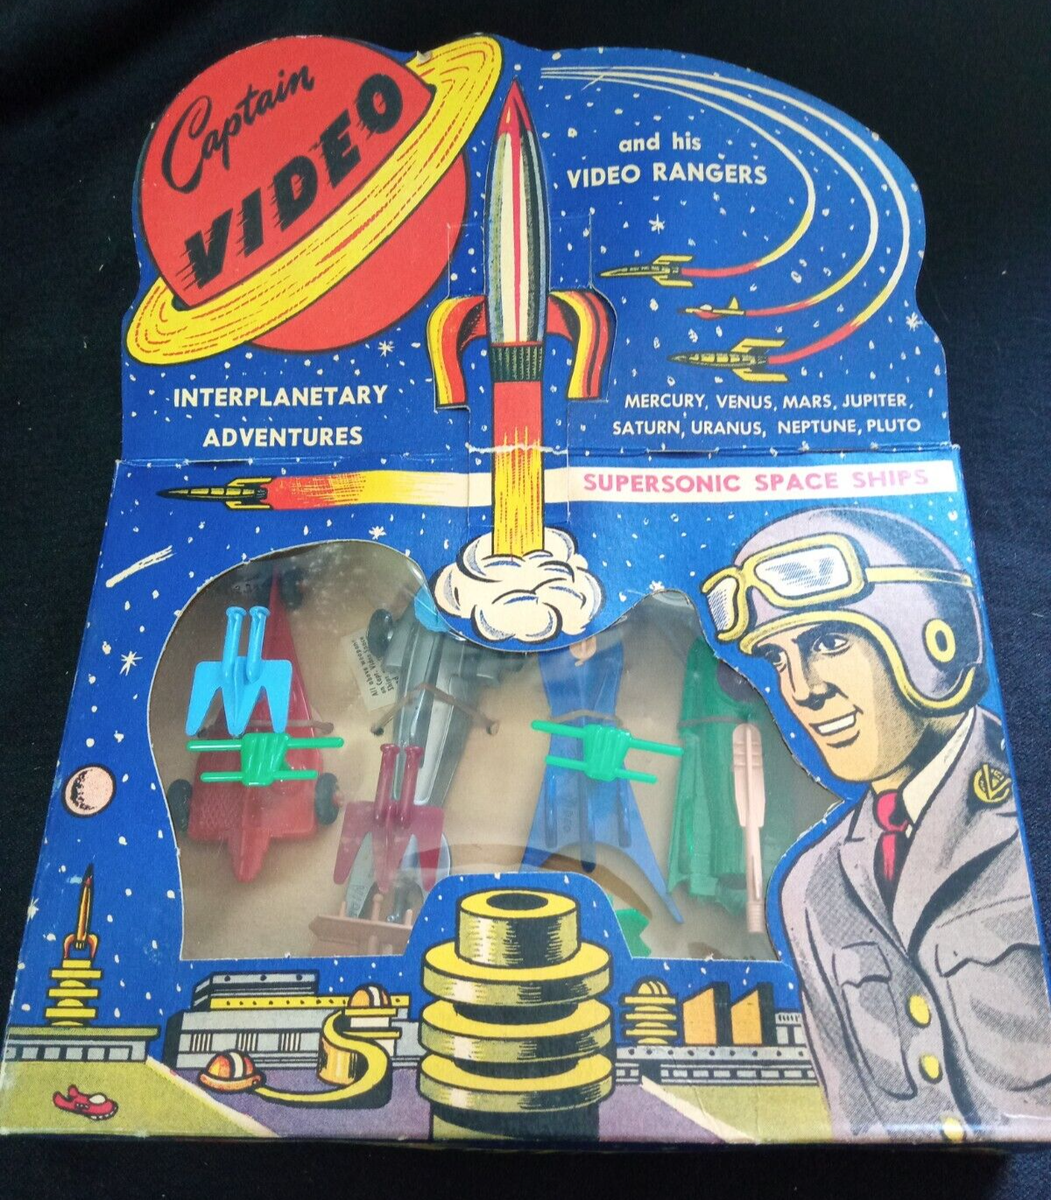 Captain
VIDEO
and his
VIDEO RANGERS
INTERPLANETARY
ADVENTURES
MERCURY, VENUS, MARS, JUPITER,
SATURN, URANUS, NEPTUNE, PLUTO
SUPERSONIC SPACE SHIPS